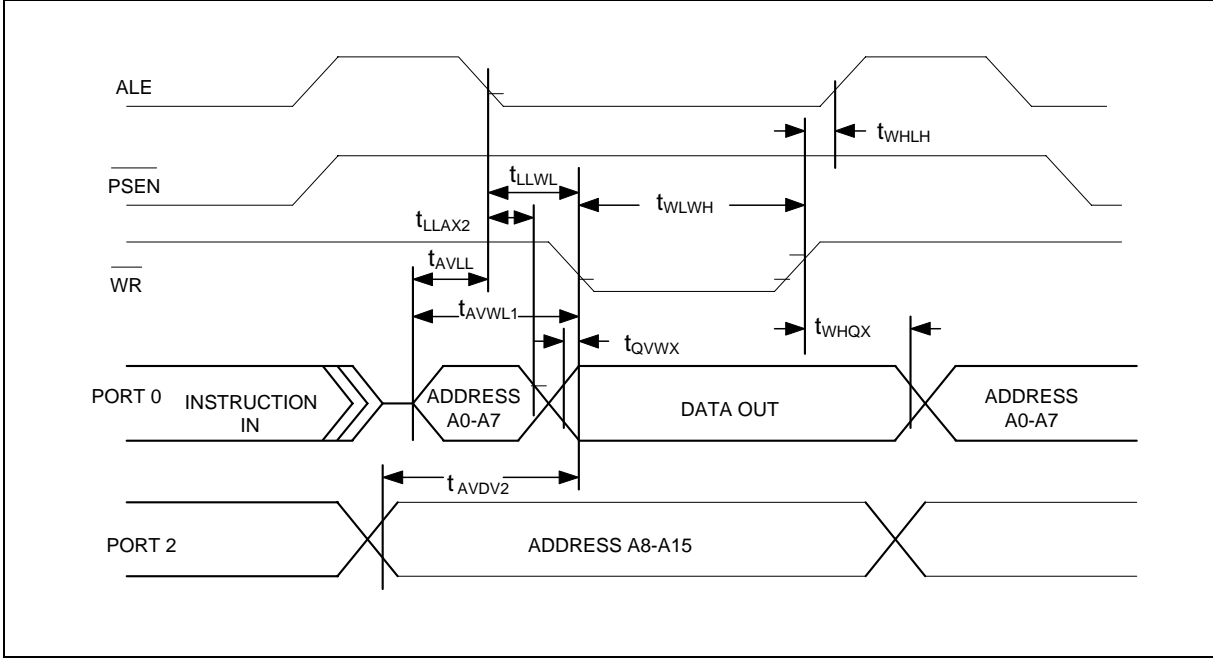 ALE
tWHLH
PSEN
tLLWL
tWLWH
tLLAX2
tAVLL
WR
tAVWL1
tWHQX
tQVWX
PORT 0
INSTRUCTION
IN
ADDRESS
A0-A7
DATA OUT
ADDRESS
A0-A7
t AVDV2
PORT 2
ADDRESS A8-A15